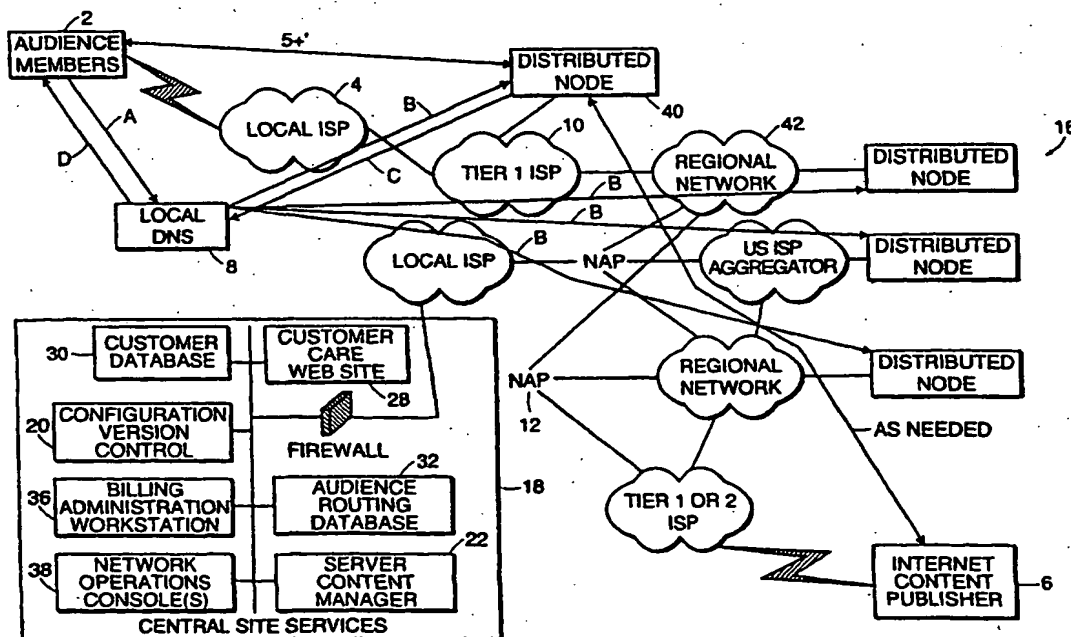 2
AUDIENCE
MEMBERS
5+'
DISTRIBUTED
NODE
40
4
LOCAL ISP
A
D
B
C
10
TIER 1 ISP
42
REGIONAL
NETWORK
DISTRIBUTED
NODE
16
LOCAL
DNS
8
B
B
B
LOCAL ISP
NAP
US ISP
AGGREGATOR
DISTRIBUTED
NODE
REGIONAL
NETWORK
DISTRIBUTED
NODE
NAP
12
AS NEEDED
TIER 1 OR 2
ISP
INTERNET
CONTENT
PUBLISHER
6
30
CUSTOMER
DATABASE
CUSTOMER
CARE
WEB SITE
28
20
CONFIGURATION
VERSION
CONTROL
FIREWALL
36
BILLING
ADMINISTRATION
WORKSTATION
32
AUDIENCE
ROUTING
DATABASE
18
38
NETWORK
OPERATIONS
CONSOLE(S)
22
SERVER
CONTENT
MANAGER
CENTRAL SITE SERVICES